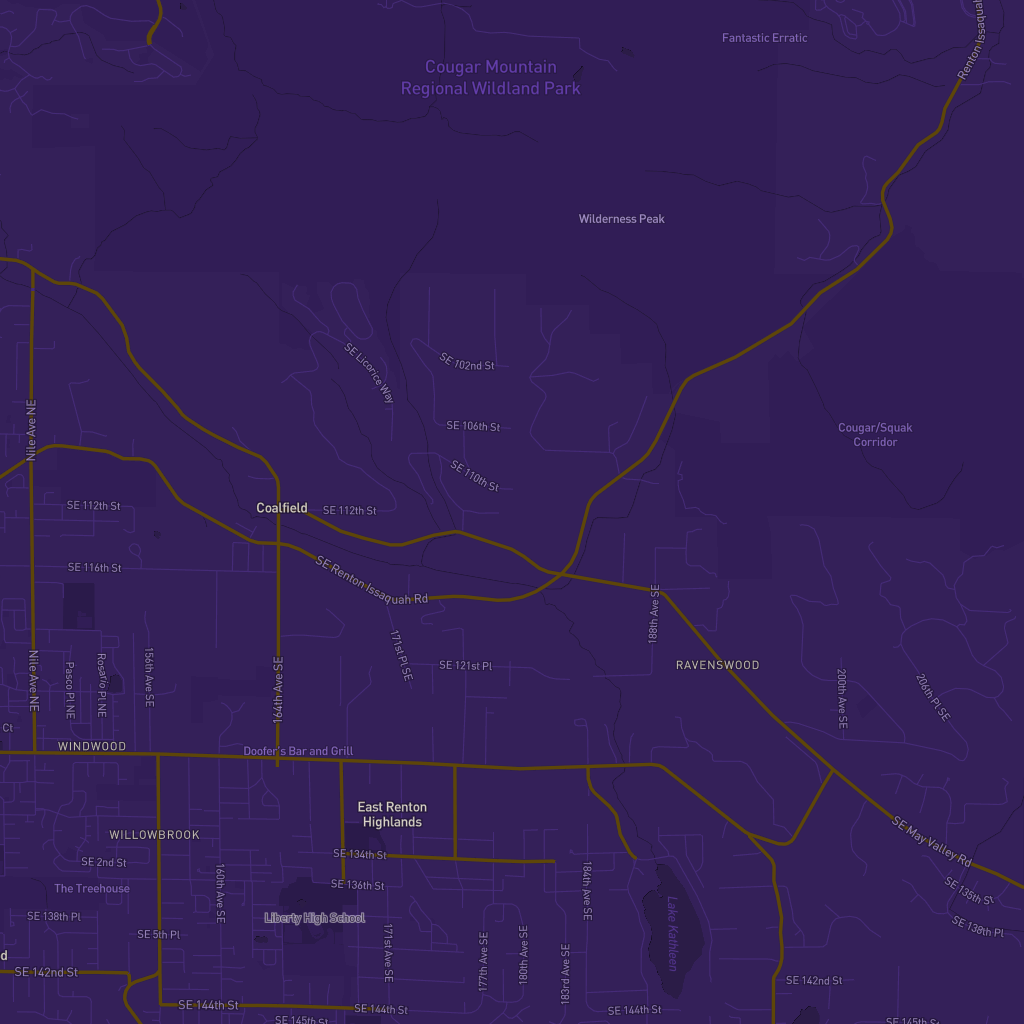 Fantastic Erratic
Renton Issaquah
Cougar Mountain
Regional Wildland Park
Wilderness Peak
SE Licorice Way
SE 102nd St
Nile Ave NE
SE 106th St
Cougar/Squak
Corridor
SE 110th St
SE 112th St
Coalfield
SE 112th St
SE 116th St
SE Renton Issaquah Rd
188th Ave SE
171st Pl SE
Nile Ave NE
Pasco Pl NE
Rosario Pl NE
156th Ave SE
164th Ave SE
SE 121st Pl
RAVENSWOOD
200th Ave SE
206th Pl SE
Ct
WINDWOOD
Doofer's Bar and Grill
East Renton
Highlands
WILLOWBROOK
SE May Valley Rd
SE 134th St
SE 2nd St
160th Ave SE
184th Ave SE
SE 136th St
The Treehouse
SE 135th St
SE 138th Pl
Liberty High School
SE 138th Pl
Lake Kathleen
SE 5th Pl
171st Ave SE
177th Ave SE
180th Ave SE
183rd Ave SE
d
SE 142nd St
SE 142nd St
SE 144th St
SE 144th St
SE 144th St
SE 145th St
SE 145th St